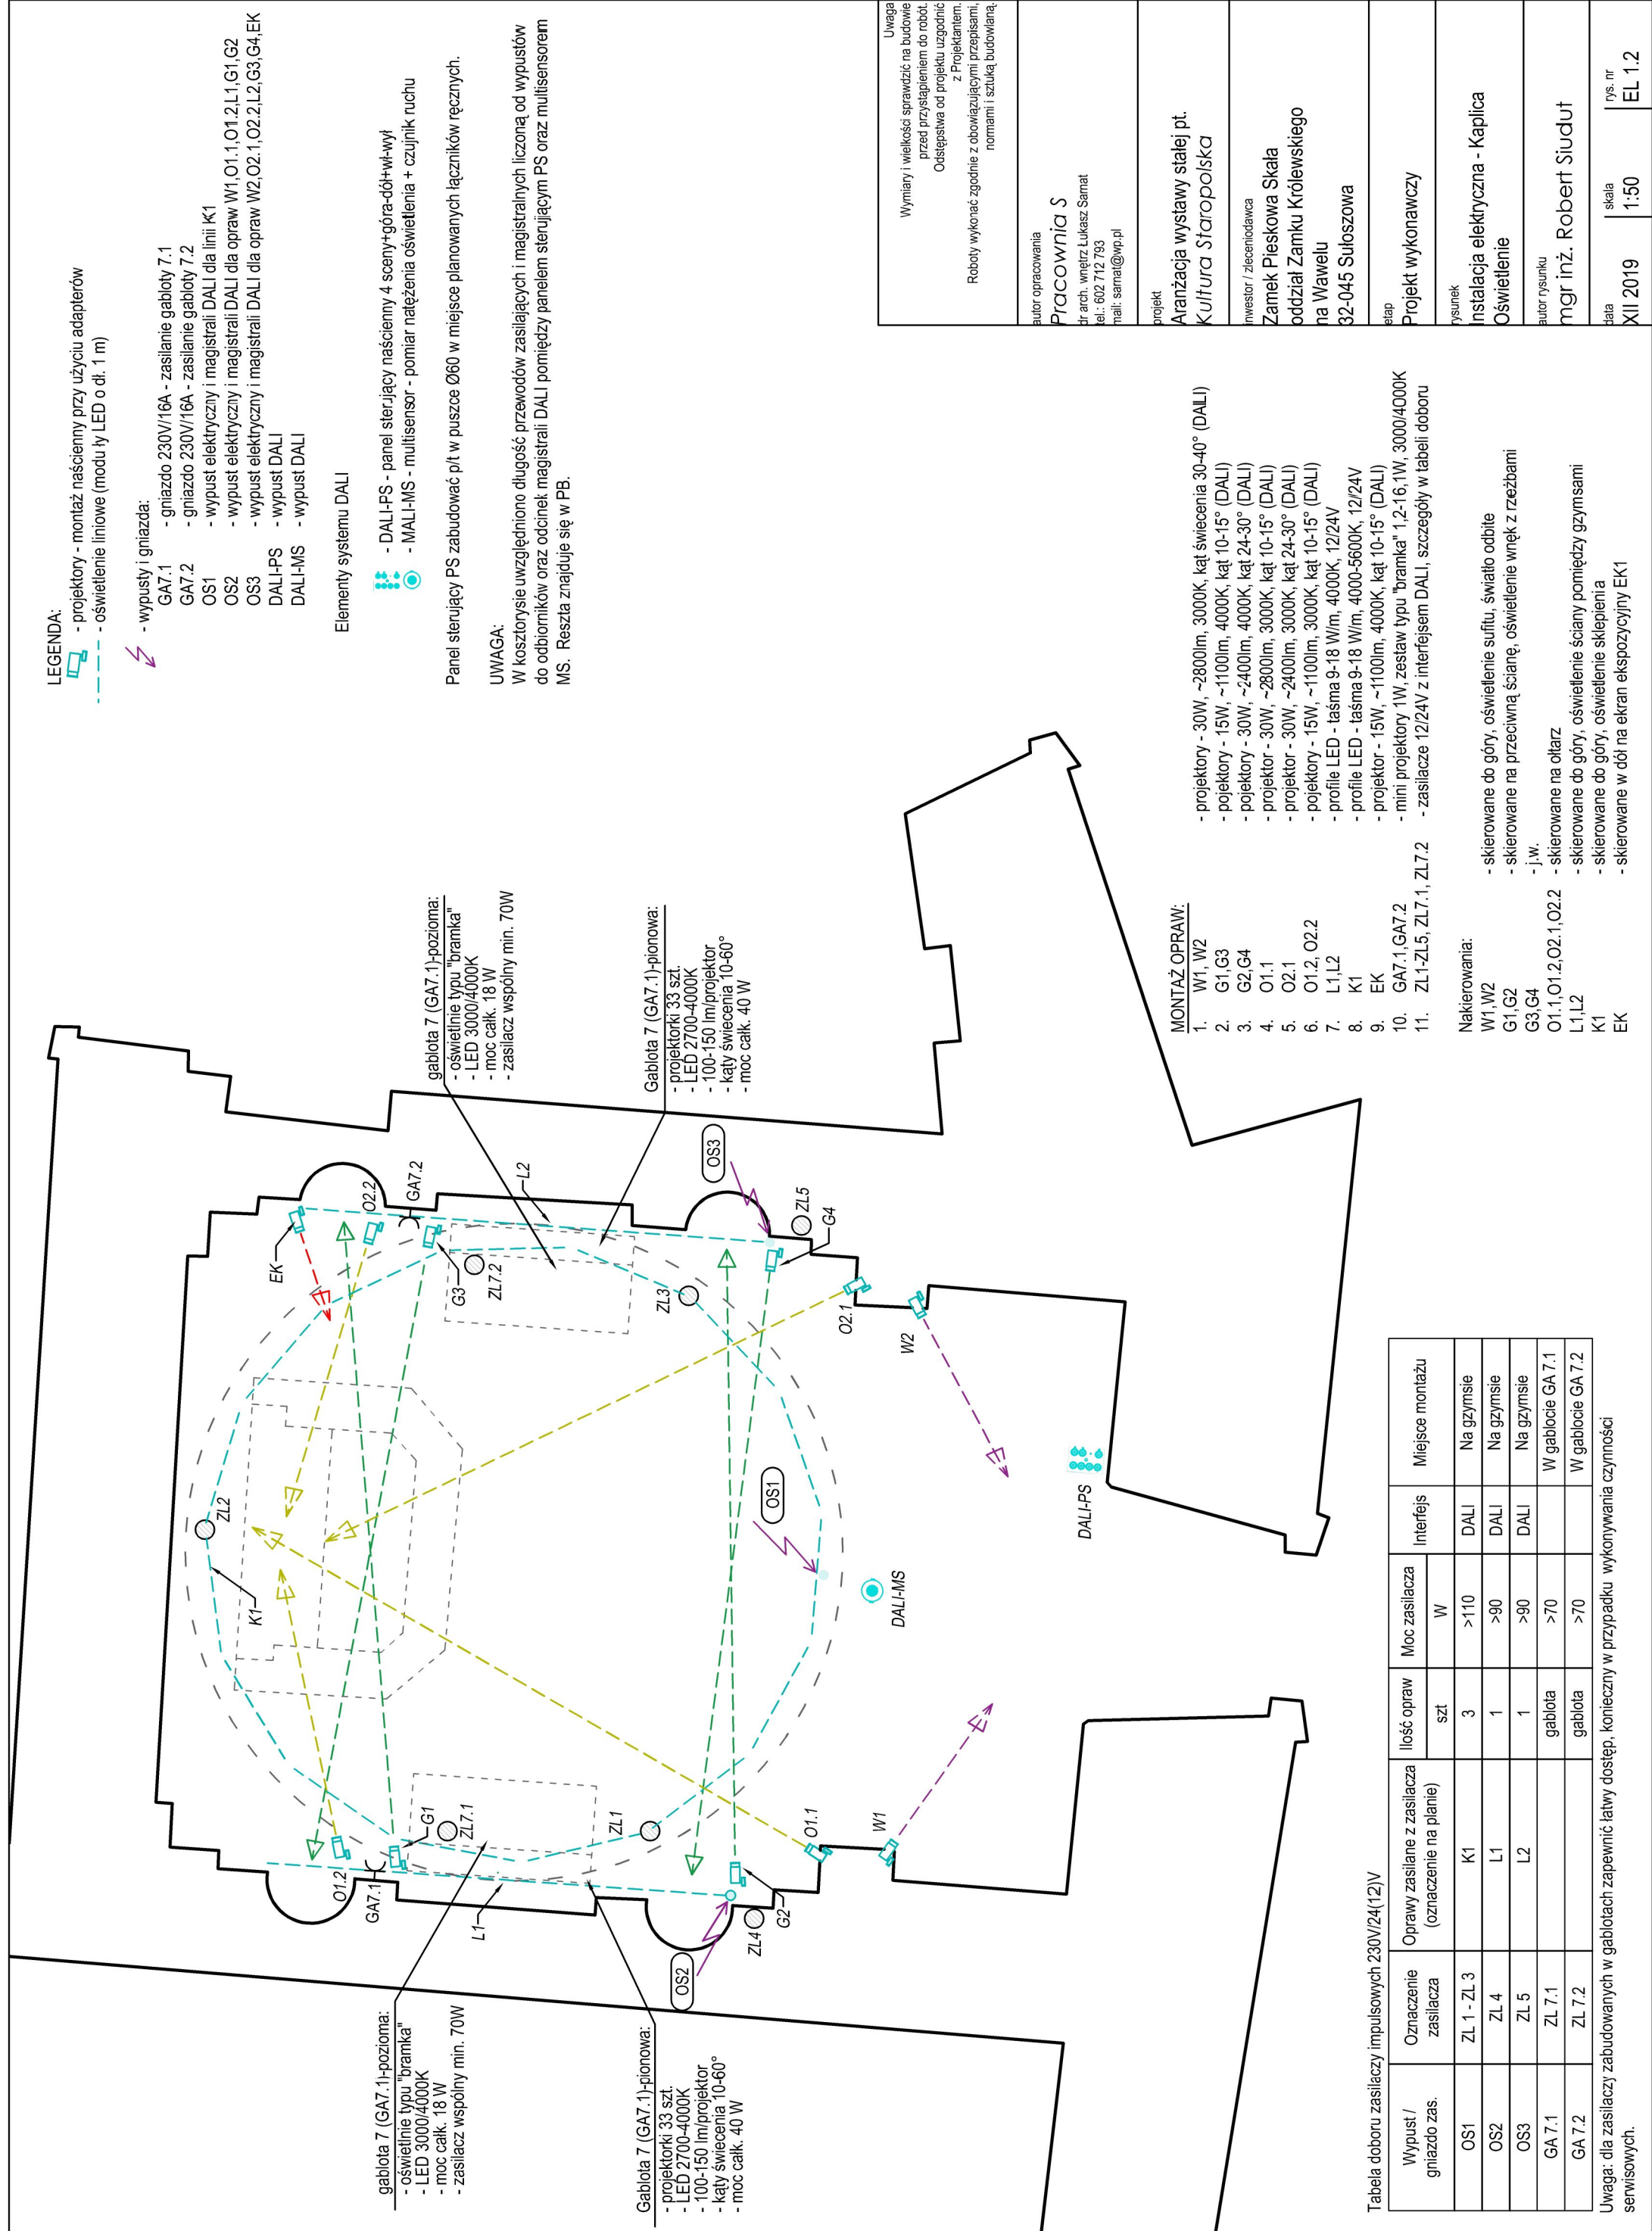 LEGENDA:
- projektory - montaż naścienny przy użyciu adapterów
- oświetlenie liniowe (modu ły LED o dł. 1 m)
- wypusty i gniazda:
GA7.1 - gniazdo 230V/16A - zasilanie gabloty 7.1
GA7.2 - gniazdo 230V/16A - zasilanie gabloty 7.2
OS1 - wypust elektryczny i magistrali DALI dla linii K1
OS2 - wypust elektryczny i magistrali DALI dla opraw W1,O1.1,O1.2,L1,G1,G2
OS3 - wypust elektryczny i magistrali DALI dla opraw W2,O2.1,O2.2,L2,G3,G4,EK
DALI-PS - wypust DALI
DALI-MS - wypust DALI
Elementy systemu DALI
- DALI-PS - panel sterujący naścienny 4 sceny+góra-dół+wł-wył
- MALI-MS - multisensor - pomiar natężenia oświetlenia + czujnik ruchu
Panel sterujący PS zabudować p/t w puszce Ø60 w miejsce planowanych łączników ręcznych.
UWAGA:
W kosztorysie uwzględniono długość przewodów zasilających i magistralnych liczoną od wypustów
do odbiorników oraz odcinek magistrali DALI pomiędzy panelem sterującym PS oraz multisensorem
MS. Reszta znajduje się w PB.
gablota 7 (GA7.1)-pozioma:
- oświetlnie typu "bramka"
- LED 3000/4000K
- moc całk. 18 W
- zasilacz wspólny min. 70W
Gablota 7 (GA7.1)-pionowa:
- projektorki 33 szt.
- LED 2700-4000K
- 100-150 lm/projektor
- kąty świecenia 10-60°
- moc całk. 40 W
gablota 7 (GA7.1)-pozioma:
- oświetlnie typu "bramka"
- LED 3000/4000K
- moc całk. 18 W
- zasilacz wspólny min. 70W
Gablota 7 (GA7.1)-pionowa:
- projektorki 33 szt.
- LED 2700-4000K
- 100-150 lm/projektor
- kąty świecenia 10-60°
- moc całk. 40 W
EK
O2.2
GA7.2
L2
OS3
G3
ZL7.2
ZL3
ZL5
G4
O2.1
W2
ZL2
K1
OS1
DALI-MS
DALI-PS
O1.2
GA7.1
G1
ZL7.1
L1
ZL1
OS2
ZL4
G2
O1.1
W1
MONTAŻ OPRAW:
1. W1, W2 - projektory - 30W, ~2800lm, 3000K, kąt świecenia 30-40° (DAILI)
2. G1,G3 - pojektory - 15W, ~1100lm, 4000K, kąt 10-15° (DALI)
3. G2,G4 - pojektory - 30W, ~2400lm, 4000K, kąt 24-30° (DALI)
4. O1.1 - projektor - 30W, ~2800lm, 3000K, kąt 10-15° (DALI)
5. O2.1 - projektor - 30W, ~2400lm, 3000K, kąt 24-30° (DALI)
6. O1.2, O2.2 - pojektory - 15W, ~1100lm, 3000K, kąt 10-15° (DALI)
7. L1,L2 - profile LED - taśma 9-18 W/m, 4000K, 12/24V
8. K1 - profile LED - taśma 9-18 W/m, 4000-5600K, 12/24V
9. EK - projektor - 15W, ~1100lm, 4000K, kąt 10-15° (DALI)
10. GA7.1,GA7.2 - mini projektory 1W, zestaw typu "bramka" 1,2-16,1W, 3000/4000K
11. ZL1-ZL5, ZL7.1, ZL7.2 - zasilacze 12/24V z interfejsem DALI, szczegóły w tabeli doboru
Nakierowania:
W1,W2 - skierowane do góry, oświetlenie sufitu, światło odbite
G1,G2 - skierowane na przeciwną ścianę, oświetlenie wnęk z rzeźbami
G3,G4 - j.w.
O1.1,O1.2,O2.1,O2.2 - skierowane na ołtarz
L1,L2 - skierowane do góry, oświetlenie ściany pomiędzy gzymsami
K1 - skierowane do góry, oświetlenie sklepienia
EK - skierowane w dół na ekran ekspozycyjny EK1
Tabela doboru zasilaczy impulsowych 230V/24(12)V
Wypust / gniazdo zas. Oznaczenie zasilacza Oprawy zasilane z zasilacza (oznaczenie na planie) Ilość opraw szt Moc zasilacza W Interfejs Miejsce montażu
OS1 ZL 1 - ZL 3 K1 3 >110 DALI Na gzymsie
OS2 ZL 4 L1 1 >90 DALI Na gzymsie
OS3 ZL 5 L2 1 >90 DALI Na gzymsie
GA 7.1 ZL 7.1 gablota >70 W gablocie GA 7.1
GA 7.2 ZL 7.2 gablota >70 W gablocie GA 7.2
Uwaga: dla zasilaczy zabudowanych w gablotach zapewnić łatwy dostęp, konieczny w przypadku wykonywania czynności
serwisowych.
Uwaga
Wymiary i wielkości sprawdzić na budowie
przed przystąpieniem do robót.
Odstępstwa od projektu uzgodnić
z Projektantem.
Roboty wykonać zgodnie z obowiązującymi przepisami,
normami i sztuką budowlaną.
autor opracowania
Pracownia S
dr arch. wnętrz Łukasz Sarnat
tel.: 602 712 793
mail: sarnat@wp.pl
projekt
Aranżacja wystawy stałej pt.
Kultura Staropolska
inwestor / zleceniodawca
Zamek Pieskowa Skała
oddział Zamku Królewskiego
na Wawelu
32-045 Sułoszowa
etap
Projekt wykonawczy
rysunek
Instalacja elektryczna - Kaplica
Oświetlenie
autor rysunku
mgr inż. Robert Siudut
data skala rys. nr
XII 2019 1:50 EL 1.2